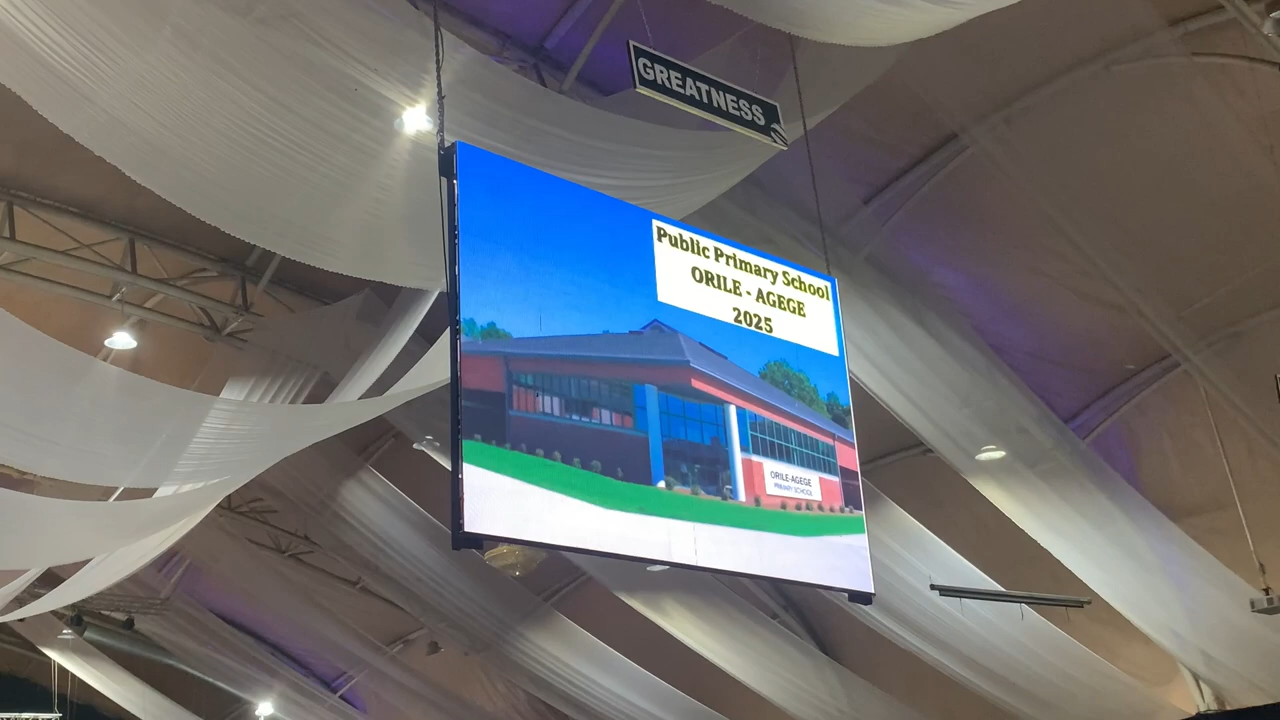 GREATNESS
Public Primary School
ORILE - AGEGE
2025
ORILE-AGEGE
PRIMARY SCHOOL